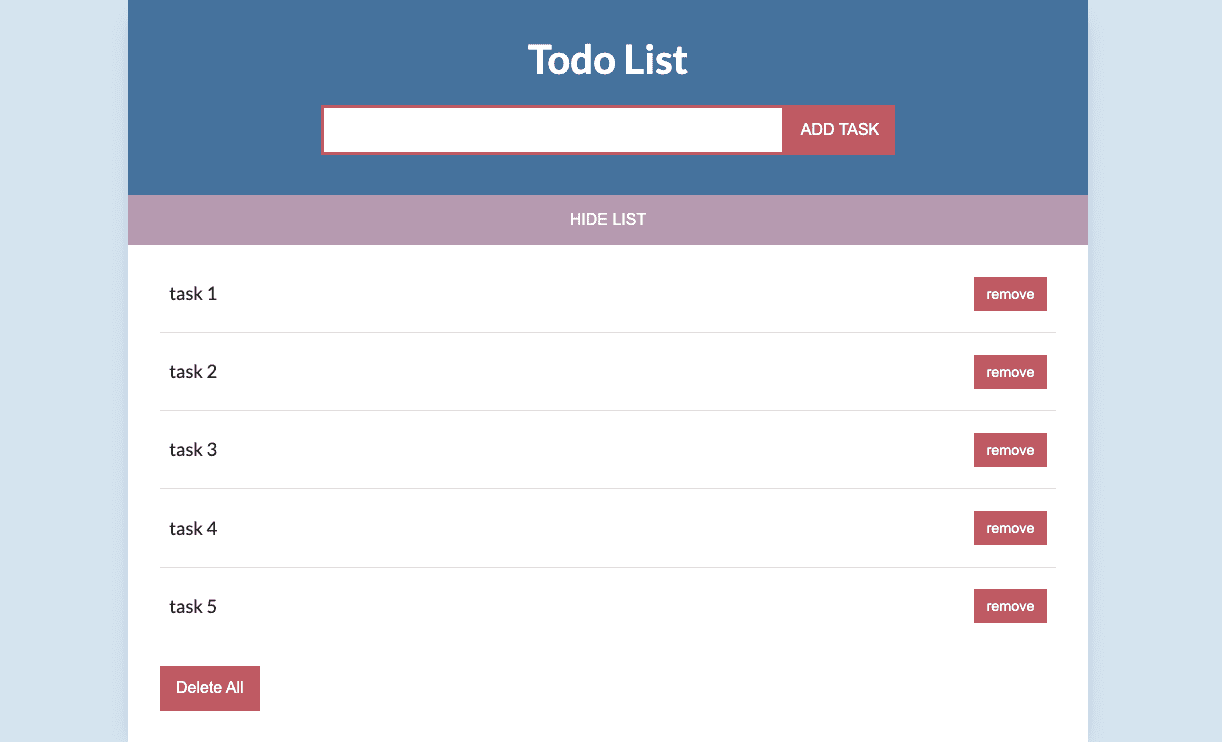 Todo List
ADD TASK
HIDE LIST
task 1 remove
task 2 remove
task 3 remove
task 4 remove
task 5 remove
Delete All